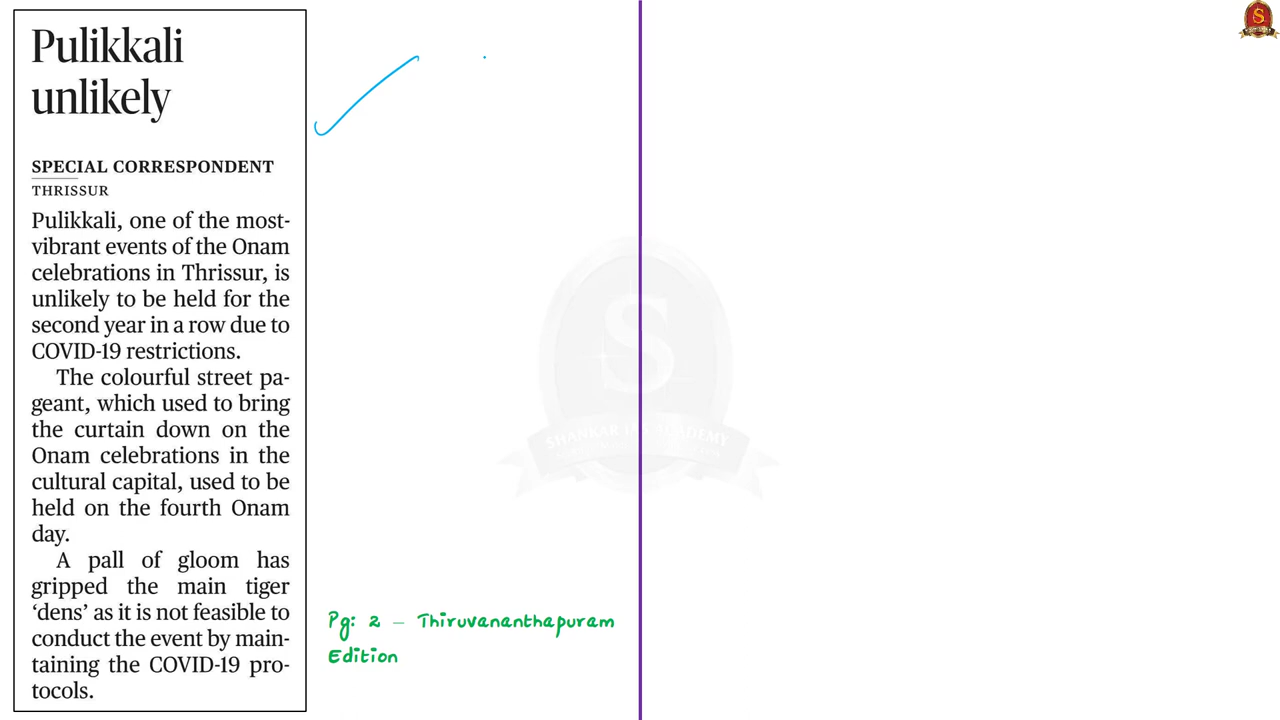 Pulikkali
unlikely
SPECIAL CORRESPONDENT
THRISSUR
Pulikkali, one of the most-
vibrant events of the Onam
celebrations in Thrissur, is
unlikely to be held for the
second year in a row due to
COVID-19 restrictions.
The colourful street pa-
geant, which used to bring
the curtain down on the
Onam celebrations in the
cultural capital, used to be
held on the fourth Onam
day.
A pall of gloom has
gripped the main tiger
‘dens’ as it is not feasible to
conduct the event by main-
taining the COVID-19 pro-
tocols.
Pg: 2 – Thiruvananthapuram
Edition
S
SHANKAR IAS ACADEMY
S